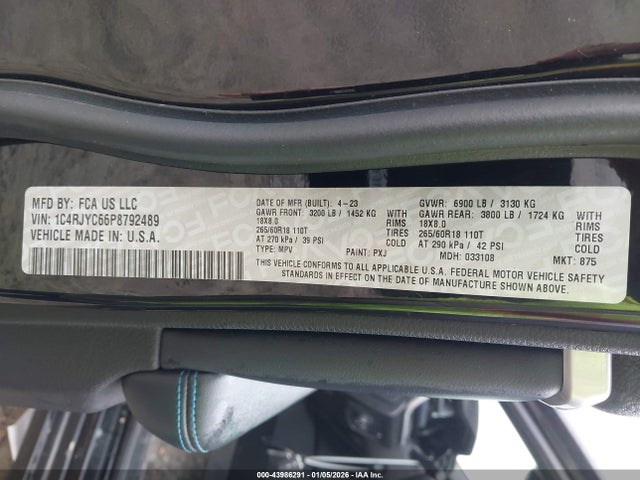 MFD BY: FCA US LLC
VIN: 1C4RJYC66P8792489
VEHICLE MADE IN: U.S.A.
DATE OF MFR (BUILT): 4-23 GVWR: 6900 LB / 3130 KG
GAWR FRONT: 3200 LB / 1452 KG WITH GAWR REAR: 3800 LB / 1724 KG WITH
18X8.0 RIMS 18X8.0 RIMS
265/60R18 110T TIRES 265/60R18 110T TIRES
AT 270 kPa / 39 PSI COLD AT 290 kPa / 42 PSI COLD
TYPE: MPV PAINT: PXJ MDH: 033108 MKT: 875
THIS VEHICLE CONFORMS TO ALL APPLICABLE U.S.A. FEDERAL MOTOR VEHICLE SAFETY
STANDARDS IN EFFECT ON THE DATE OF MANUFACTURE SHOWN ABOVE.
000-43986291 - 01/05/2026 - IAAI.COM